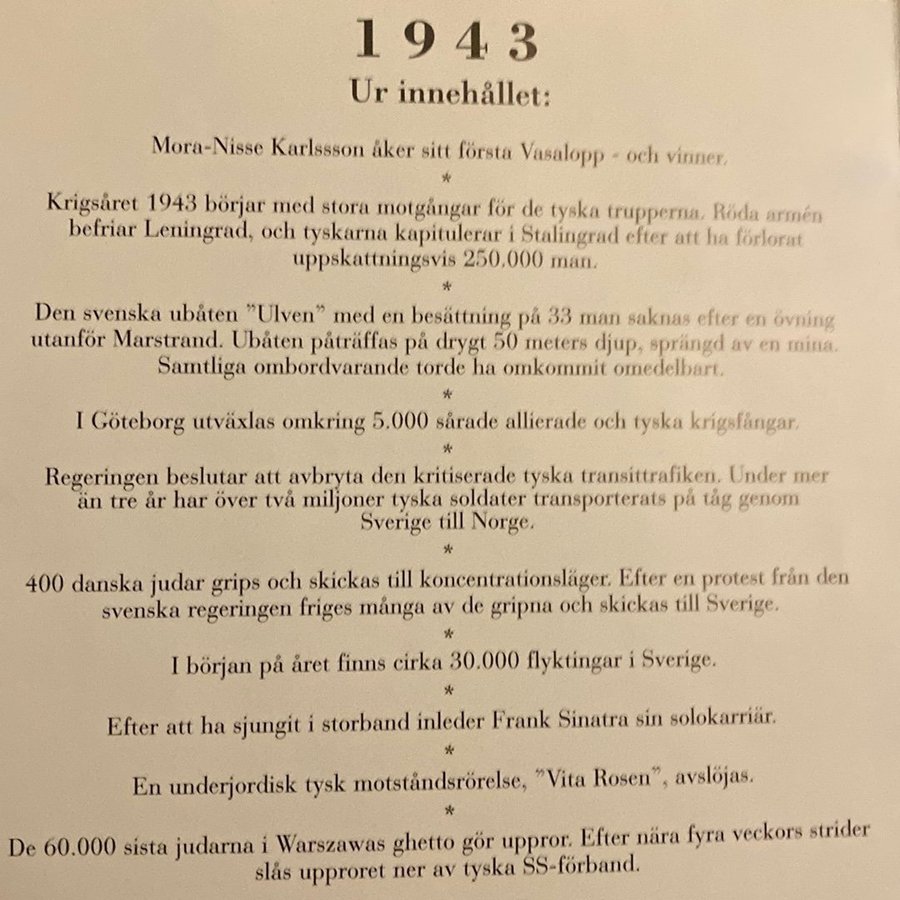 1943
Ur innehållet:
Mora-Nisse Karlssson åker sitt första Vasalopp - och vinner.
*
Krigsåret 1943 börjar med stora motgångar för de tyska trupperna. Röda armén
befriar Leningrad, och tyskarna kapitulerar i Stalingrad efter att ha förlorat
uppskattningsvis 250.000 man.
*
Den svenska ubåten ”Ulven” med en besättning på 33 man saknas efter en övning
utanför Marstrand. Ubåten påträffas på drygt 50 meters djup, sprängd av en mina.
Samtliga ombordvarande torde ha omkommit omedelbart.
*
I Göteborg utväxlas omkring 5.000 sårade allierade och tyska krigsfångar.
*
Regeringen beslutar att avbryta den kritiserade tyska transittrafiken. Under mer
än tre år har över två miljoner tyska soldater transporterats på tåg genom
Sverige till Norge.
*
400 danska judar grips och skickas till koncentrationsläger. Efter en protest från den
svenska regeringen friges många av de gripna och skickas till Sverige.
*
I början på året finns cirka 30.000 flyktingar i Sverige.
*
Efter att ha sjungit i storband inleder Frank Sinatra sin solokarriär.
*
En underjordisk tysk motståndsrörelse, ”Vita Rosen”, avslöjas.
*
De 60.000 sista judarna i Warszawas ghetto gör uppror. Efter nära fyra veckors strider
slås upproret ner av tyska SS-förband.